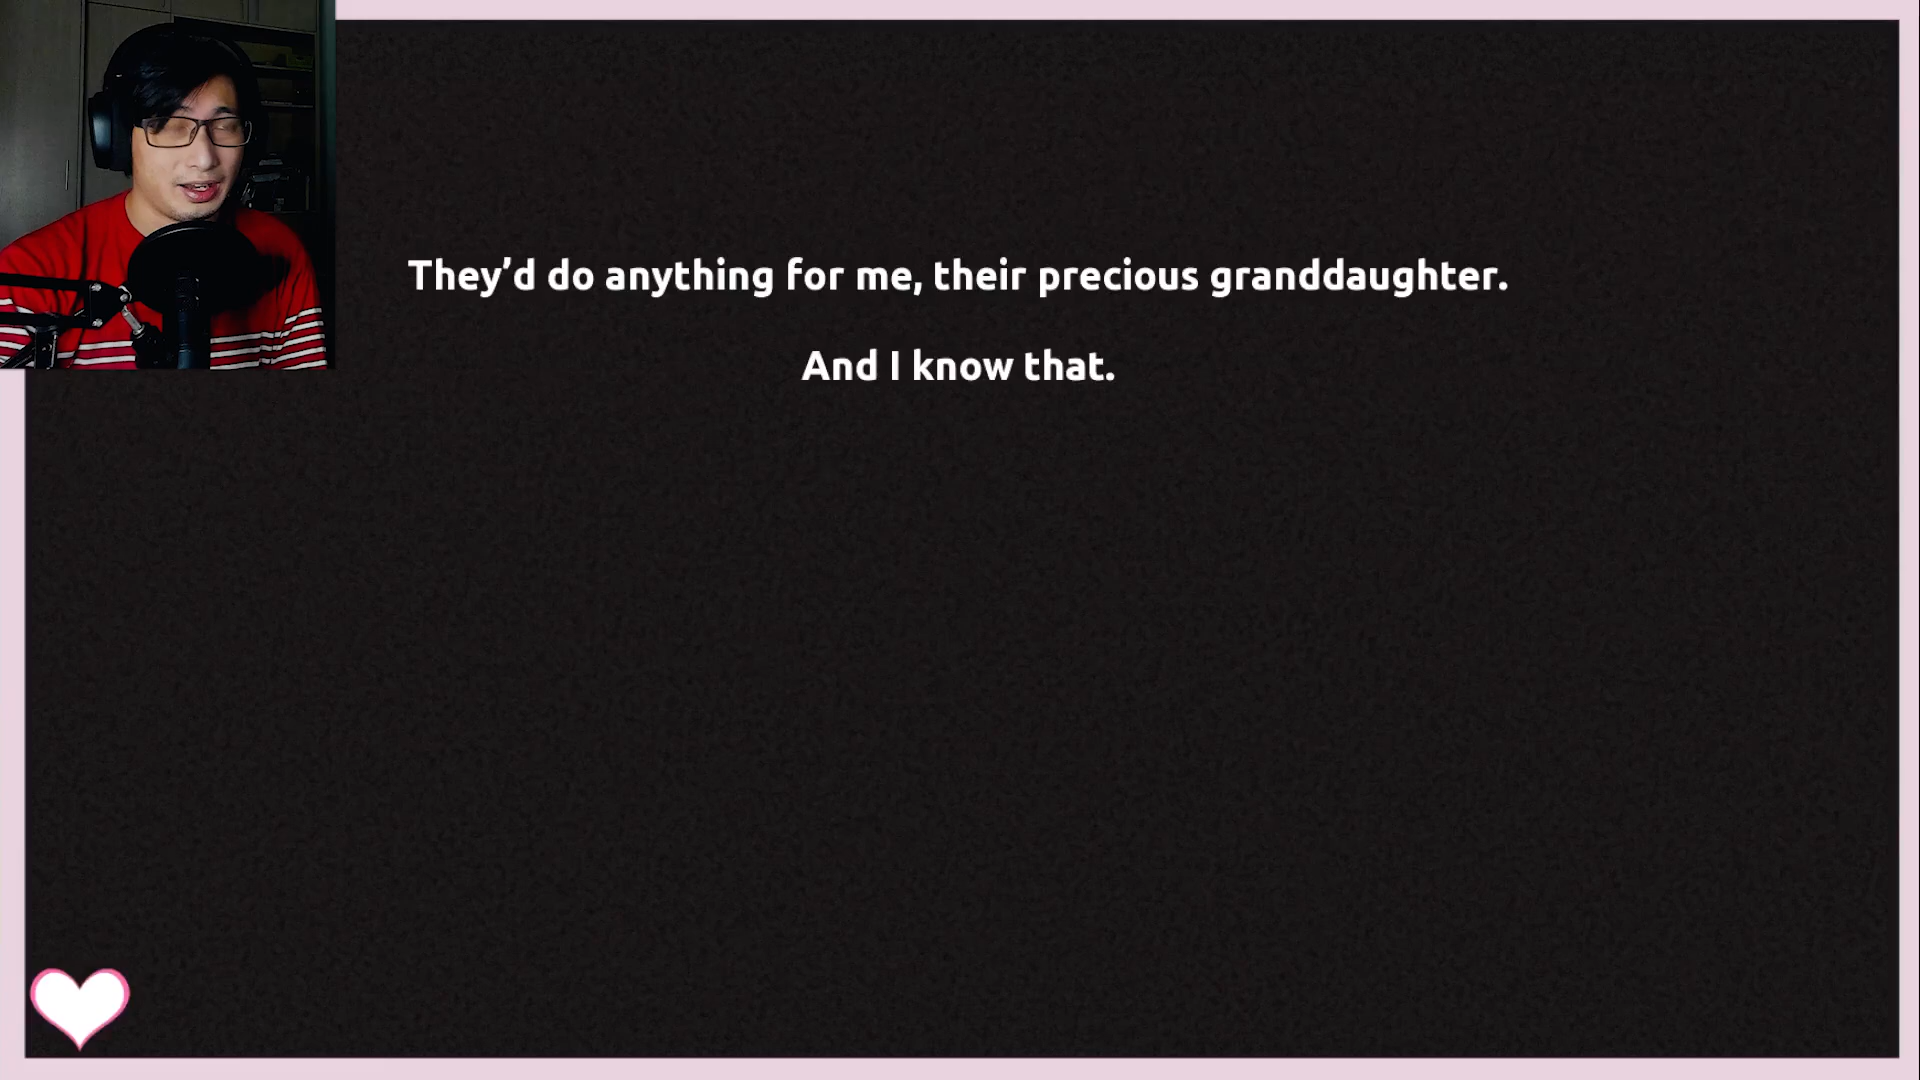 They’d do anything for me, their precious granddaughter.
And I know that.